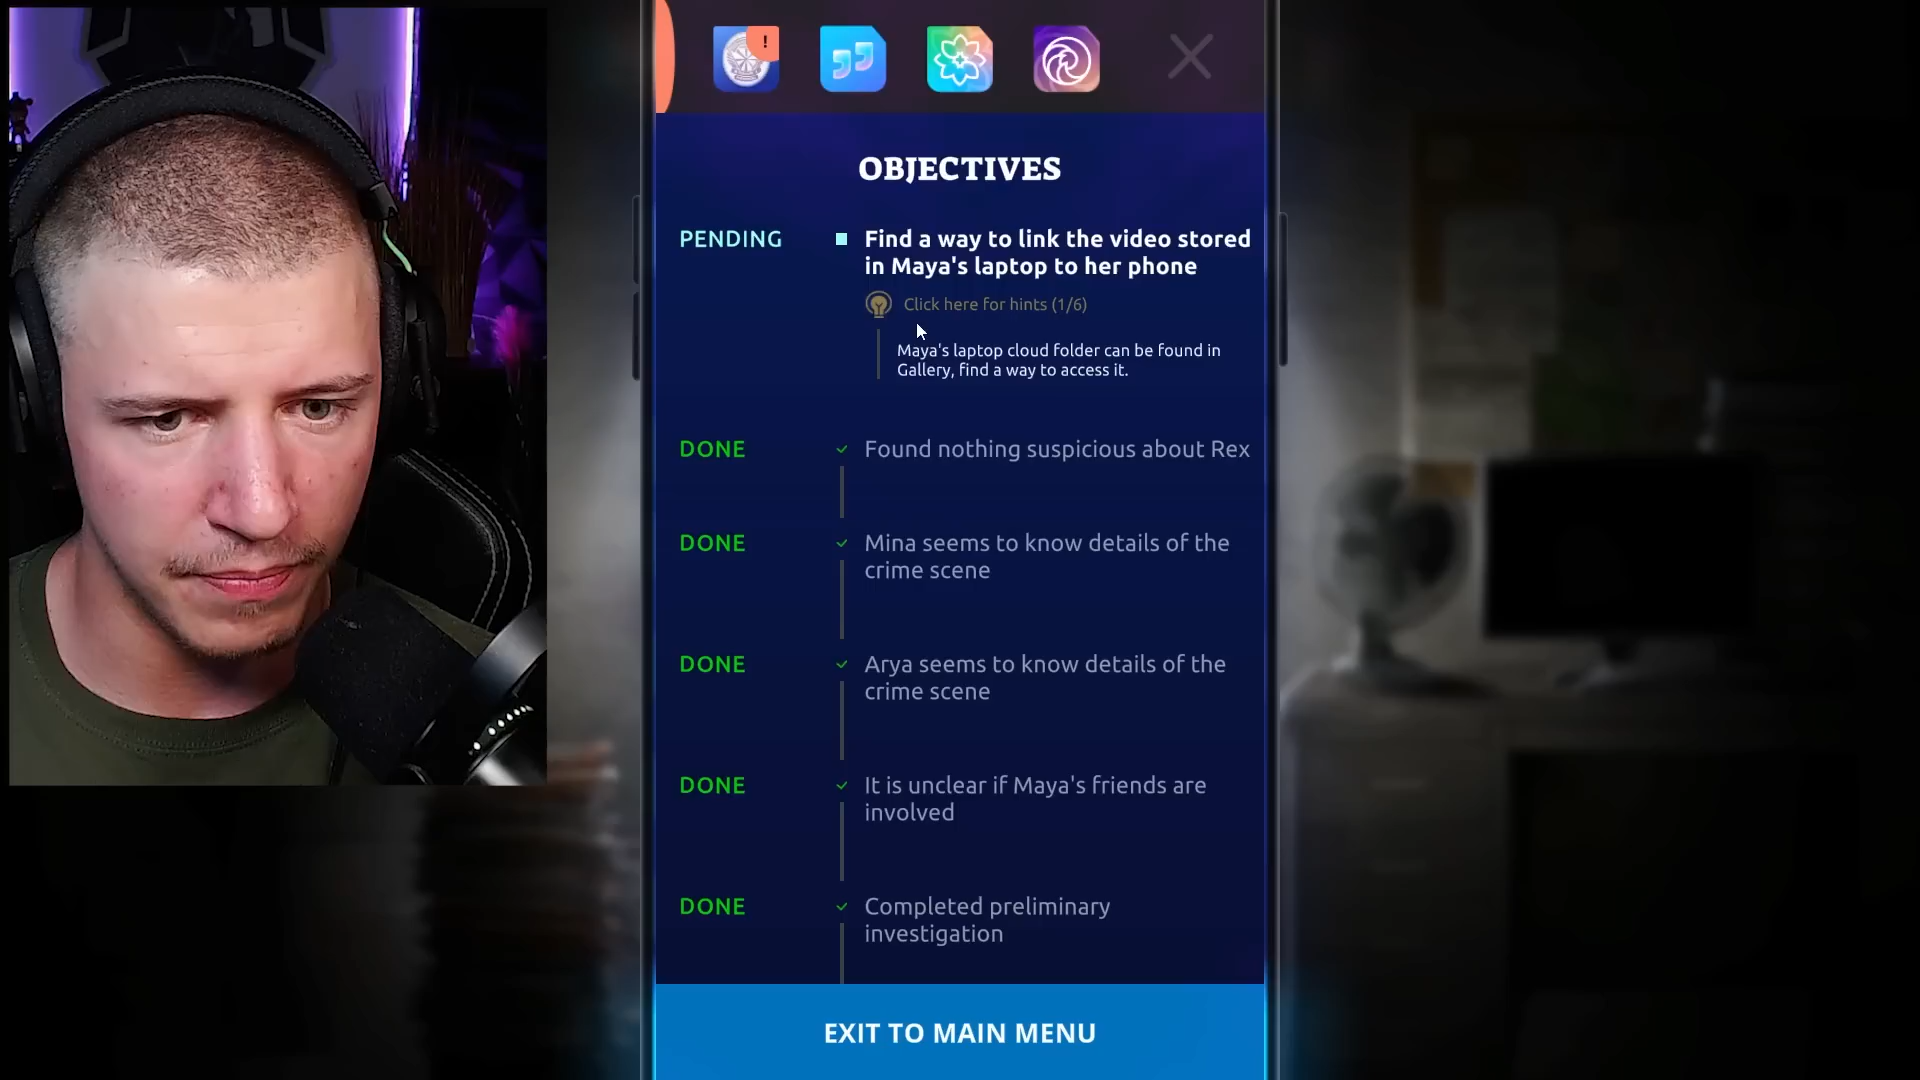 !
OBJECTIVES
PENDING
Find a way to link the video stored
in Maya's laptop to her phone
Click here for hints (1/6)
Maya's laptop cloud folder can be found in
Gallery, find a way to access it.
DONE
Found nothing suspicious about Rex
DONE
Mina seems to know details of the
crime scene
DONE
Arya seems to know details of the
crime scene
DONE
It is unclear if Maya's friends are
involved
DONE
Completed preliminary
investigation
EXIT TO MAIN MENU